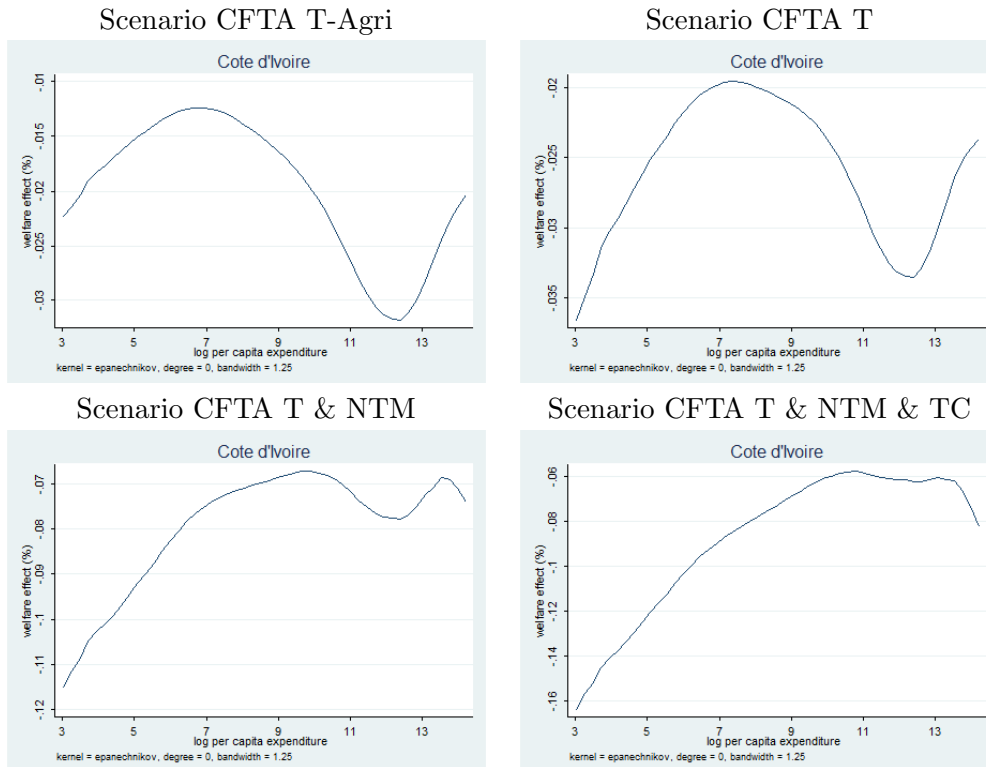 Scenario CFTA T-Agri
Cote d'Ivoire
welfare effect (%)
-.01
-.015
-.02
-.025
-.03
3 5 7 9 11 13
log per capita expenditure
kernel = epanechnikov, degree = 0, bandwidth = 1.25
Scenario CFTA T
Cote d'Ivoire
welfare effect (%)
-.02
-.025
-.03
-.035
3 5 7 9 11 13
log per capita expenditure
kernel = epanechnikov, degree = 0, bandwidth = 1.25
Scenario CFTA T & NTM
Cote d'Ivoire
welfare effect (%)
-.07
-.08
-.09
-.1
-.11
-.12
3 5 7 9 11 13
log per capita expenditure
kernel = epanechnikov, degree = 0, bandwidth = 1.25
Scenario CFTA T & NTM & TC
Cote d'Ivoire
welfare effect (%)
-.06
-.08
-.1
-.12
-.14
-.16
3 5 7 9 11 13
log per capita expenditure
kernel = epanechnikov, degree = 0, bandwidth = 1.25